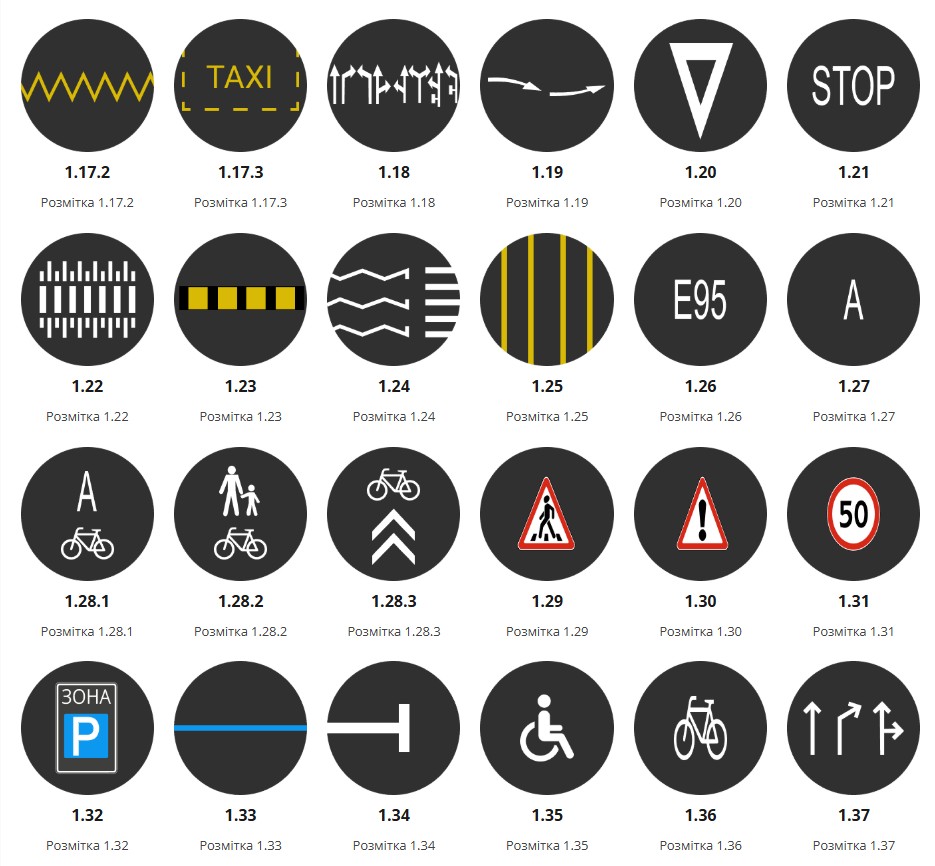 TAXI
STOP
1.17.2
1.17.3
1.18
1.19
1.20
1.21
Розмітка 1.17.2
Розмітка 1.17.3
Розмітка 1.18
Розмітка 1.19
Розмітка 1.20
Розмітка 1.21
E95
A
1.22
1.23
1.24
1.25
1.26
1.27
Розмітка 1.22
Розмітка 1.23
Розмітка 1.24
Розмітка 1.25
Розмітка 1.26
Розмітка 1.27
A
50
1.28.1
1.28.2
1.28.3
1.29
1.30
1.31
Розмітка 1.28.1
Розмітка 1.28.2
Розмітка 1.28.3
Розмітка 1.29
Розмітка 1.30
Розмітка 1.31
ЗОНА
P
1.32
1.33
1.34
1.35
1.36
1.37
Розмітка 1.32
Розмітка 1.33
Розмітка 1.34
Розмітка 1.35
Розмітка 1.36
Розмітка 1.37